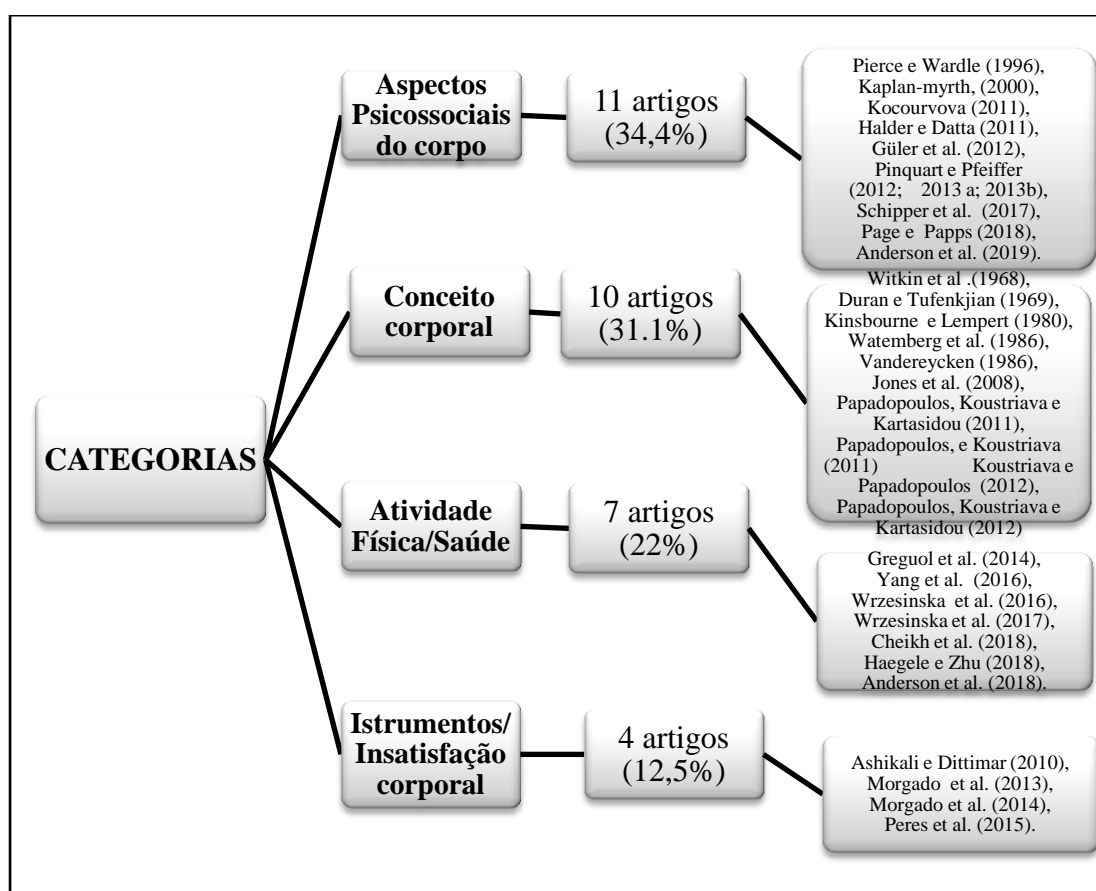 CATEGORIAS
Aspectos
Psicossociais
do corpo
11 artigos
(34,4%)
Pierce e Wardle (1996),
Kaplan-myrth, (2000),
Kocourvova (2011),
Halder e Datta (2011),
Güler et al. (2012),
Pinquart e Pfeiffer
(2012; 2013 a; 2013b),
Schipper et al. (2017),
Page e Papps (2018),
Anderson et al. (2019).
Conceito
corporal
10 artigos
(31.1%)
Witkin et al .(1968),
Duran e Tufenkjian (1969),
Kinsbourne e Lempert (1980),
Watemberg et al. (1986),
Vandereycken (1986),
Jones et al. (2008),
Papadopoulos, Koustriava e
Kartasidou (2011),
Papadopoulos, e Koustriava
(2011) Koustriava e
Papadopoulos (2012),
Papadopoulos, Koustriava e
Kartasidou (2012)
Atividade
Física/Saúde
7 artigos
(22%)
Greguol et al. (2014),
Yang et al. (2016),
Wrzesinska et al. (2016),
Wrzesinska et al. (2017),
Cheikh et al. (2018),
Haegele e Zhu (2018),
Anderson et al. (2018).
Istrumentos/
Insatisfação
corporal
4 artigos
(12,5%)
Ashikali e Dittimar (2010),
Morgado et al. (2013),
Morgado et al. (2014),
Peres et al. (2015).